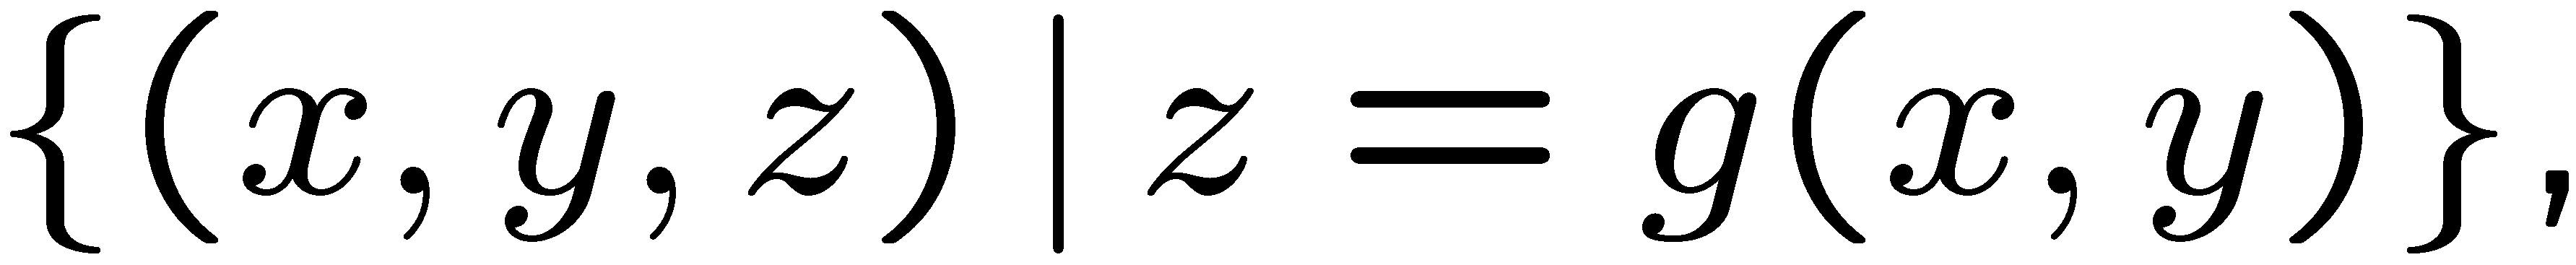 {(x, y, z) | z = g(x, y)},